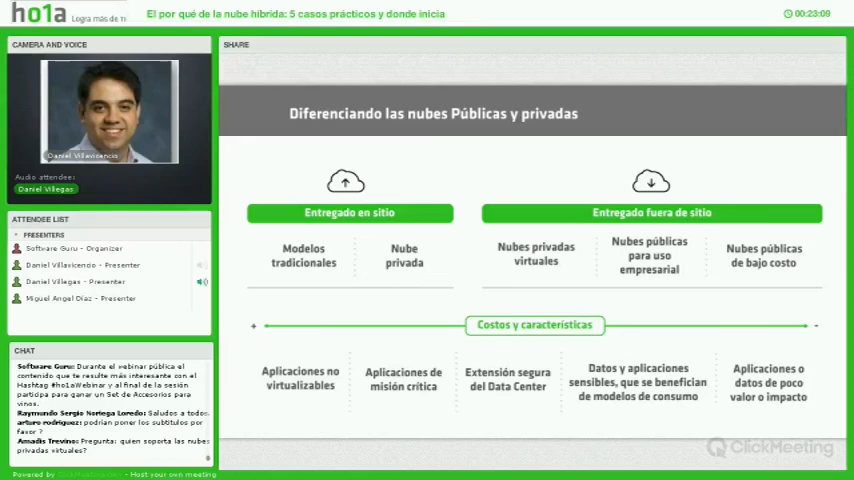 ho1a Logra más de TI
El por qué de la nube híbrida: 5 casos prácticos y donde inicia
00:23:09
CAMERA AND VOICE
Daniel Villavicencio
Audio attendee:
Daniel Villegas
ATTENDEE LIST
PRESENTERS
Software Guru - Organizer
Daniel Villavicencio - Presenter
Daniel Villegas - Presenter
Miguel Angel Diaz - Presenter
CHAT
Software Guru: Durante el webinar pública el
contenido que te resulte más interesante con el
Hashtag #ho1aWebinar y al final de la sesión
participa para ganar un Set de Accesorios para
vinos.
Raymundo Sergio Noriega Loredo: Saludos a todos
arturo rodriguez: podrian poner los subtitulos por
favor ?
Amadis Trevino: Pregunta: quien soporta las nubes
privadas virtuales?
SHARE
Diferenciando las nubes Públicas y privadas
Entregado en sitio
Entregado fuera de sitio
Modelos
tradicionales
Nube
privada
Nubes privadas
virtuales
Nubes públicas
para uso
empresarial
Nubes públicas
de bajo costo
+ Costos y características -
Aplicaciones no
virtualizables
Aplicaciones de
misión crítica
Extensión segura
del Data Center
Datos y aplicaciones
sensibles, que se benefician
de modelos de consumo
Aplicaciones o
datos de poco
valor o impacto
ClickMeeting
Powered by ClickMeeting - Host your own meeting